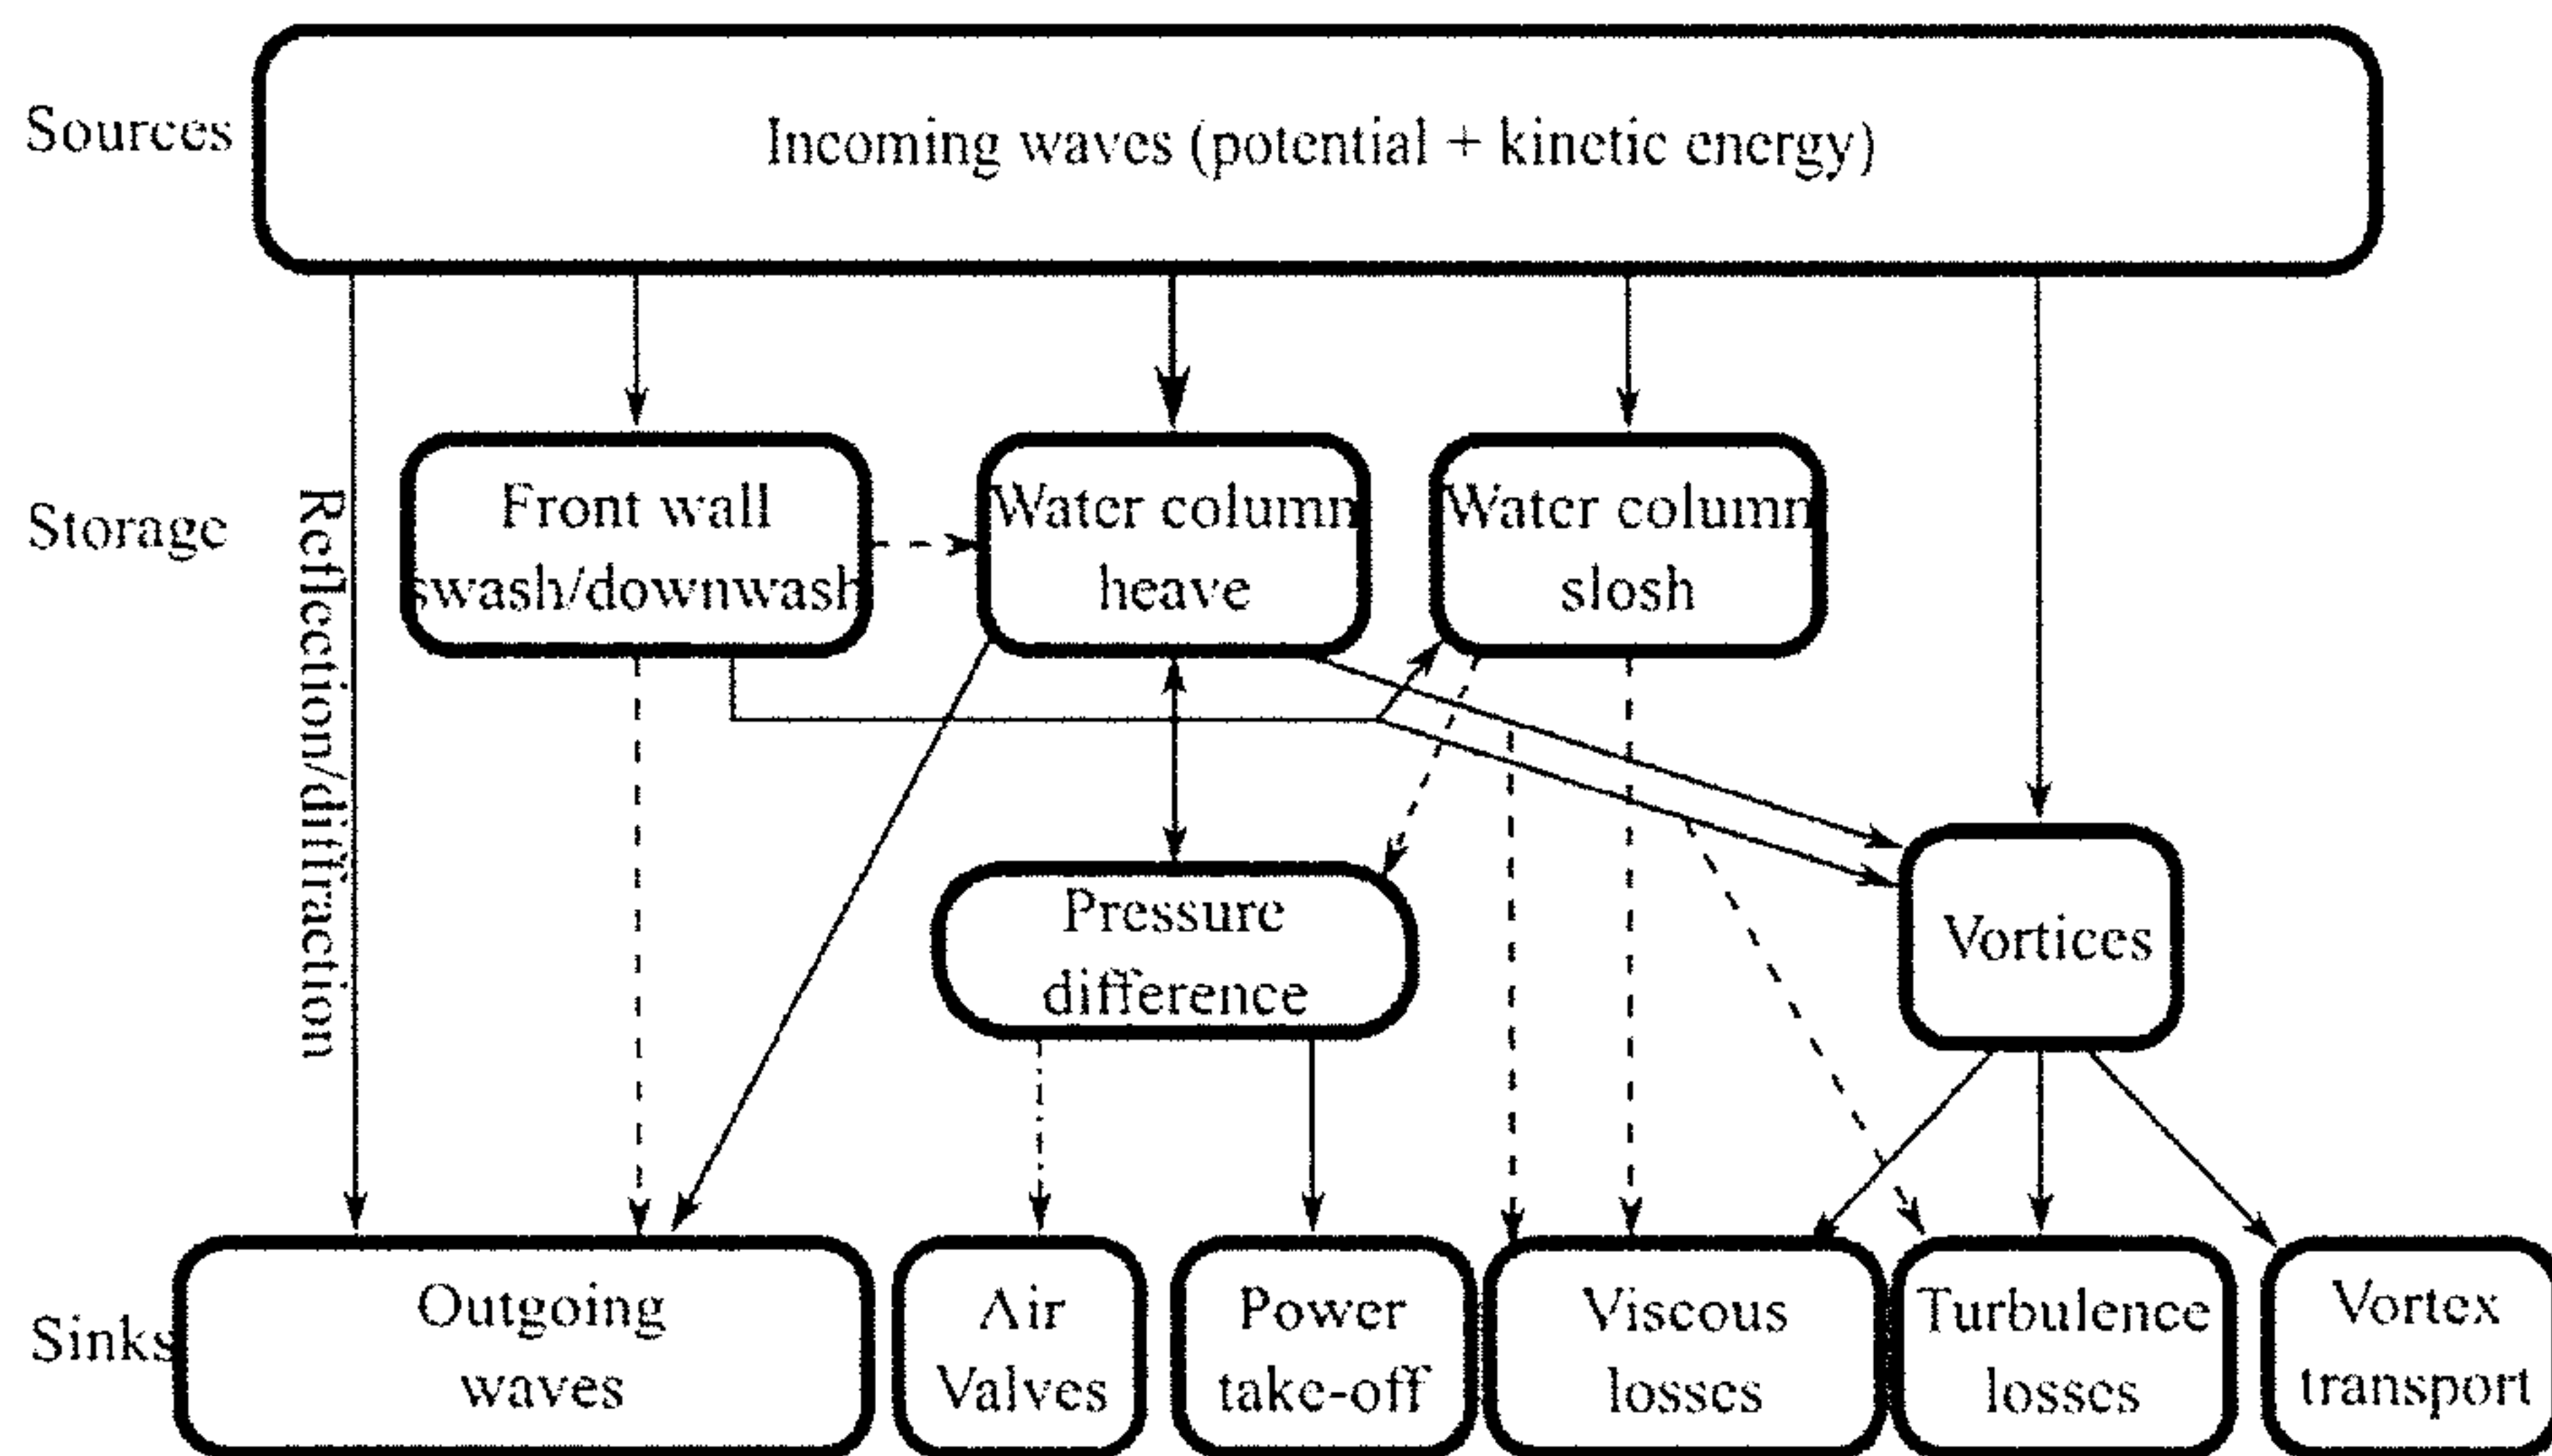 Sources
Incoming waves (potential + kinetic energy)
Storage
Reflection/diffraction
Front wall
swash/downwash
Water column
heave
Water column
slosh
Pressure
difference
Vortices
Sinks
Outgoing
waves
Air
Valves
Power
take-off
Viscous
losses
Turbulence
losses
Vortex
transport